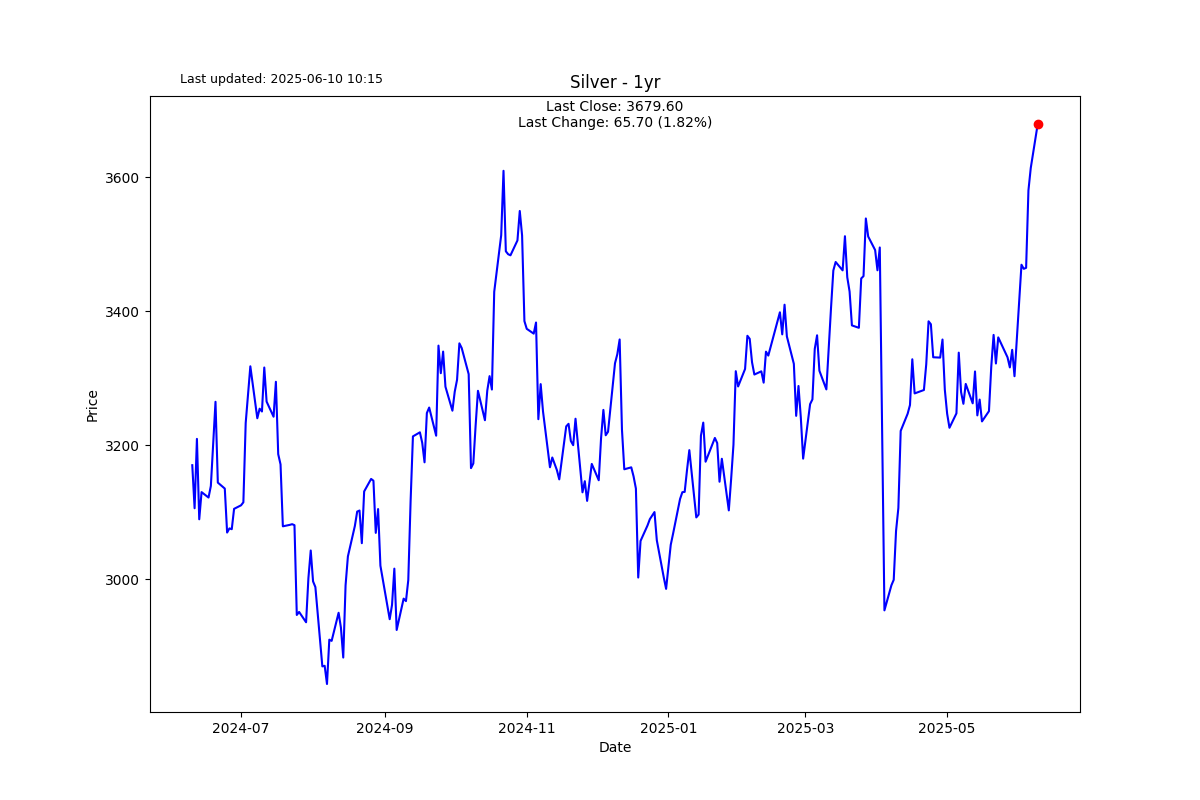 Last updated: 2025-06-10 10:15
Silver - 1yr
Last Close: 3679.60
Last Change: 65.70 (1.82%)
3600
3400
3200
3000
Price
2024-07
2024-09
2024-11
2025-01
2025-03
2025-05
Date